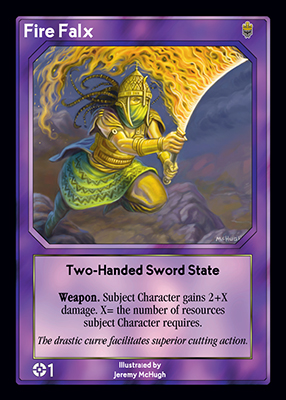 Fire Falx
McHugh
Two-Handed Sword State
Weapon. Subject Character gains 2+X
damage. X= the number of resources
subject Character requires.
The drastic curve facilitates superior cutting action.
1
Illustrated by
Jeremy McHugh